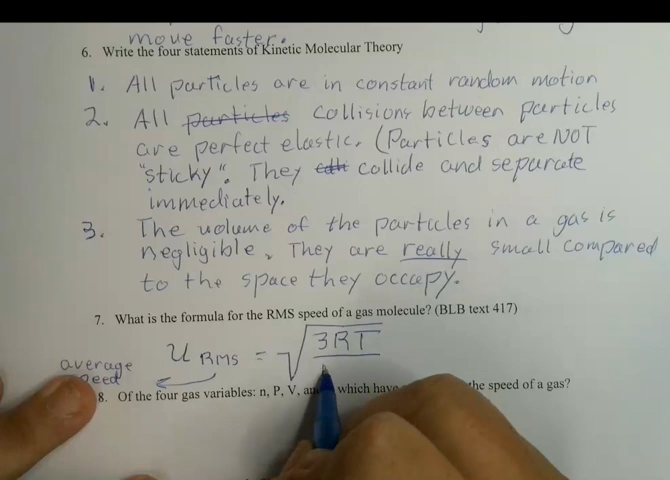 move faster.
6. Write the four statements of Kinetic Molecular Theory
1. All particles are in constant random motion
2. All particles collisions between particles
are perfect elastic. (Particles are NOT
"sticky". They collide and separate
immediately.
3. The volume of the particles in a gas is
negligible. They are really small compared
to the space they occupy.
7. What is the formula for the RMS speed of a gas molecule? (BLB text 417)
u RMS = √3RT
average
8. Of the four gas variables: n, P, V, which have the speed of a gas?